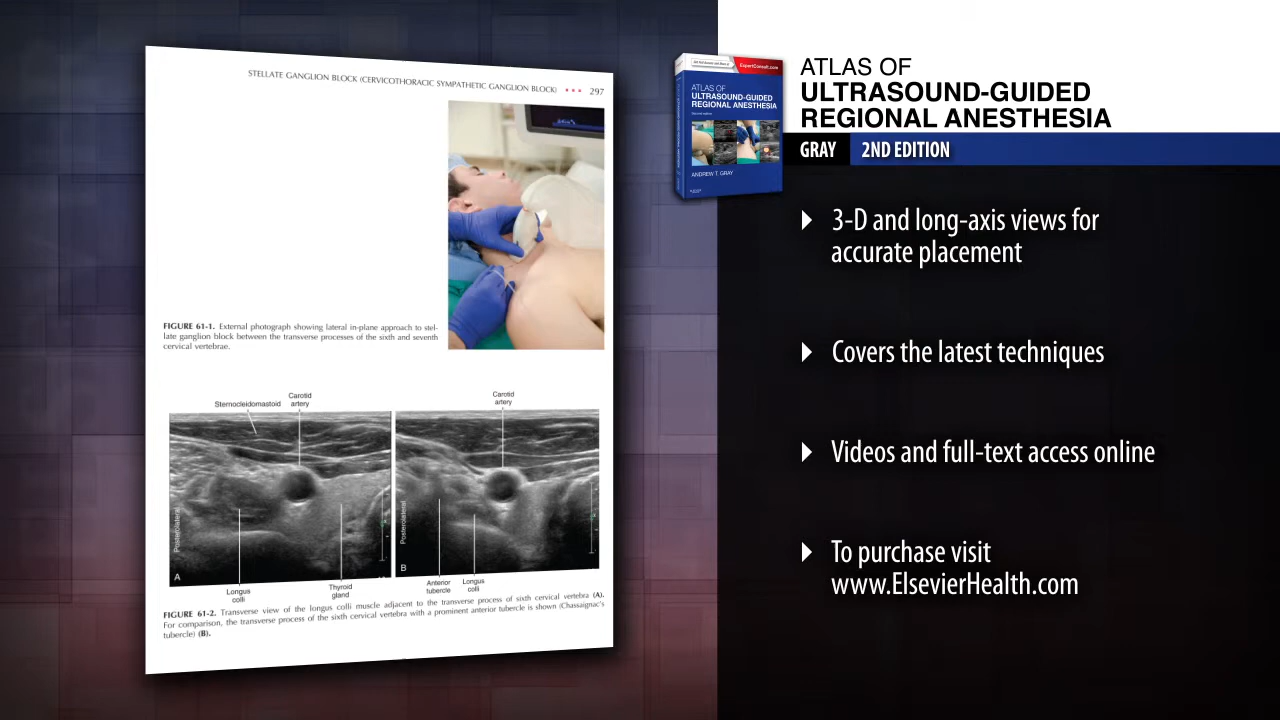 STELLATE GANGLION BLOCK (CERVICOTHORACIC SYMPATHETIC GANGLION BLOCK) 297
FIGURE 61-1. External photograph showing lateral in-plane approach to stel-
late ganglion block between the transverse processes of the sixth and seventh
cervical vertebrae.
Sternocleidomastoid
Carotid
artery
Carotid
artery
Posterolateral
A
Posterolateral
B
Longus
colli
Thyroid
gland
Anterior
tubercle
Longus
colli
FIGURE 61-2. Transverse view of the longus colli muscle adjacent to the transverse process of sixth cervical vertebra (A).
For comparison, the transverse process of the sixth cervical vertebra with a prominent anterior tubercle is shown (Chassaignac's
tubercle) (B).
ExpertConsult.com
ATLAS OF
ULTRASOUND-GUIDED
REGIONAL ANESTHESIA
ANDREW T. GRAY
ATLAS OF
ULTRASOUND-GUIDED
REGIONAL ANESTHESIA
GRAY 2ND EDITION
3-D and long-axis views for
accurate placement
Covers the latest techniques
Videos and full-text access online
To purchase visit
www.ElsevierHealth.com